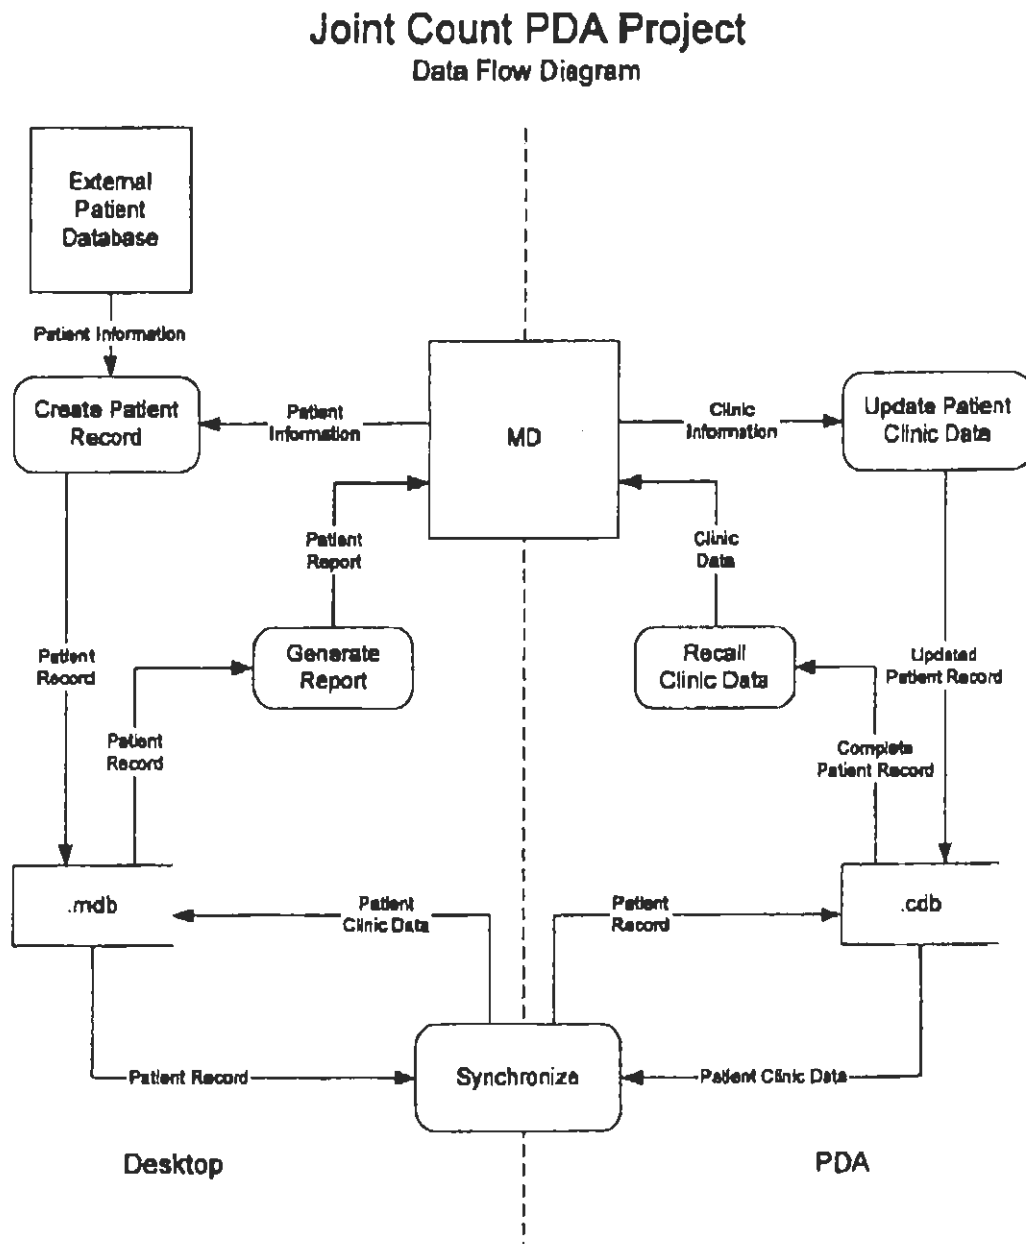 Joint Count PDA Project
Data Flow Diagram
External
Patient
Database
Patient Information
Create Patient
Record
Patient
Information
MD
Clinic
Information
Update Patient
Clinic Data
Patient
Report
Clinic
Data
Generate
Report
Recall
Clinic Data
Patient
Record
Updated
Patient Record
Patient
Record
Complete
Patient Record
.mdb
Patient
Clinic Data
Patient
Record
.cdb
Patient Record
Synchronize
Patient Clinic Data
Desktop
PDA